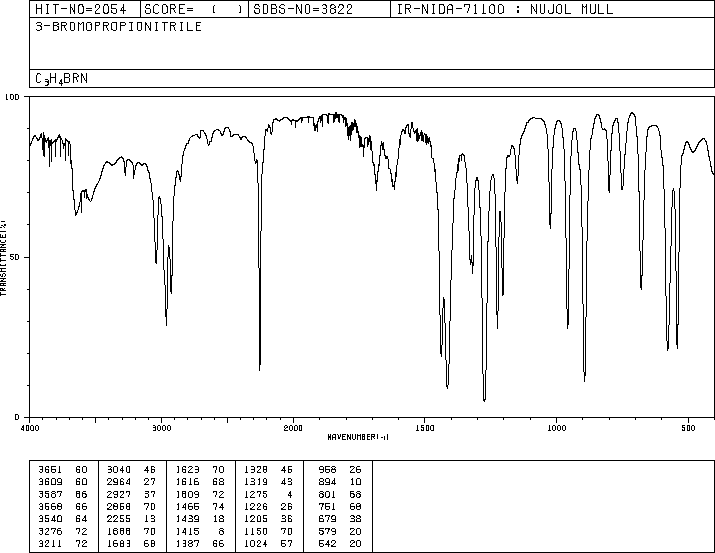 HIT-NO=2054 SCORE= ( ) SDBS-NO=3822 IR-NIDA-71100 : NUJOL MULL
3-BROMOPROPIONITRILE
C3H4BRN
100
50
0
TRANSMITTANCE(%)
4000 3000 2000 1500 1000 500
WAVENUMBER(-1)
3651 60 3040 46 1623 70 1328 46 958 26
3609 60 2964 27 1616 68 1319 43 894 10
3587 66 2927 37 1609 72 1275 4 801 68
3568 66 2858 70 1465 74 1226 26 751 68
3540 64 2255 13 1439 18 1205 36 679 38
3276 72 1688 70 1415 8 1150 70 579 20
3211 72 1683 68 1387 66 1024 57 542 20